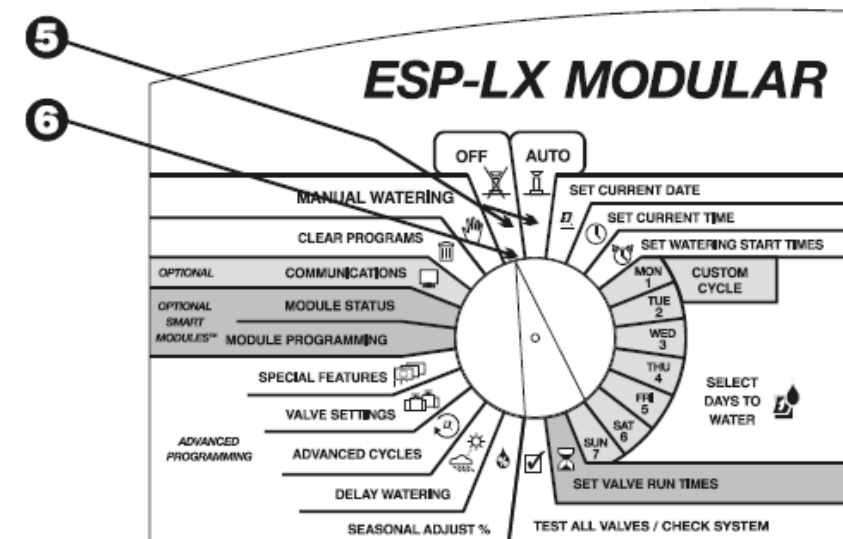 5
ESP-LX MODULAR
6
OFF
AUTO
MANUAL WATERING
SET CURRENT DATE
CLEAR PROGRAMS
SET CURRENT TIME
SET WATERING START TIMES
OPTIONAL
COMMUNICATIONS
MON
1
CUSTOM
CYCLE
OPTIONAL
SMART
MODULES™
MODULE STATUS
MODULE PROGRAMMING
TUE
2
WED
3
THU
4
FRI
5
SAT
6
SUN
7
SELECT
DAYS TO
WATER
SPECIAL FEATURES
VALVE SETTINGS
ADVANCED
PROGRAMMING
ADVANCED CYCLES
DELAY WATERING
SEASONAL ADJUST %
SET VALVE RUN TIMES
TEST ALL VALVES / CHECK SYSTEM